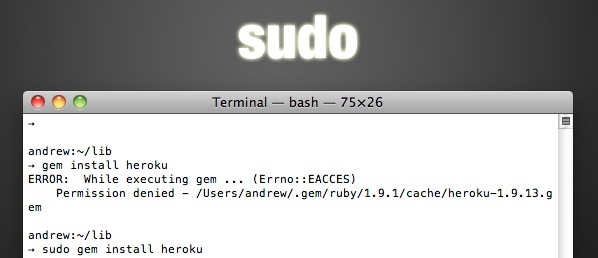 sudo
Terminal — bash — 75×26
→
andrew:~/lib
→ gem install heroku
ERROR:  While executing gem ... (Errno::EACCES)
    Permission denied - /Users/andrew/.gem/ruby/1.9.1/cache/heroku-1.9.13.g
em
andrew:~/lib
→ sudo gem install heroku